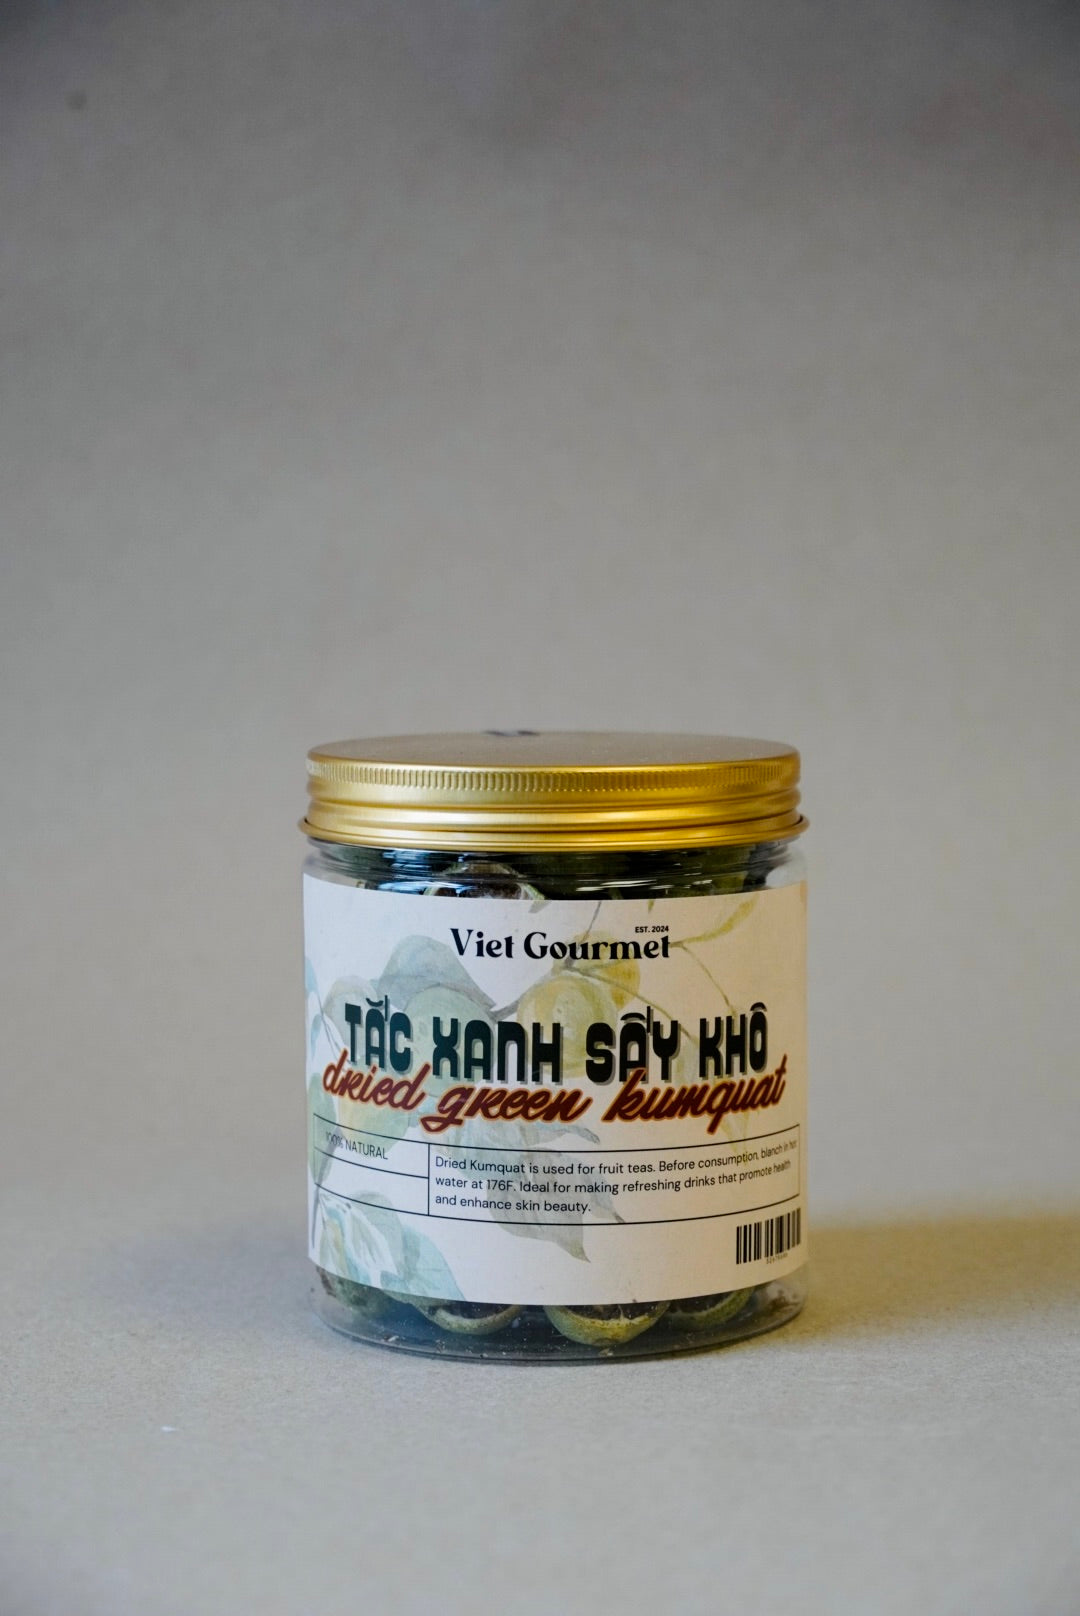 EST. 2024
Viet Gourmet
TẮC XANH SẤY KHÔ
dried green kumquat
100% NATURAL
Dried Kumquat is used for fruit teas. Before consumption, blanch in hot
water at 176F. Ideal for making refreshing drinks that promote health
and enhance skin beauty.